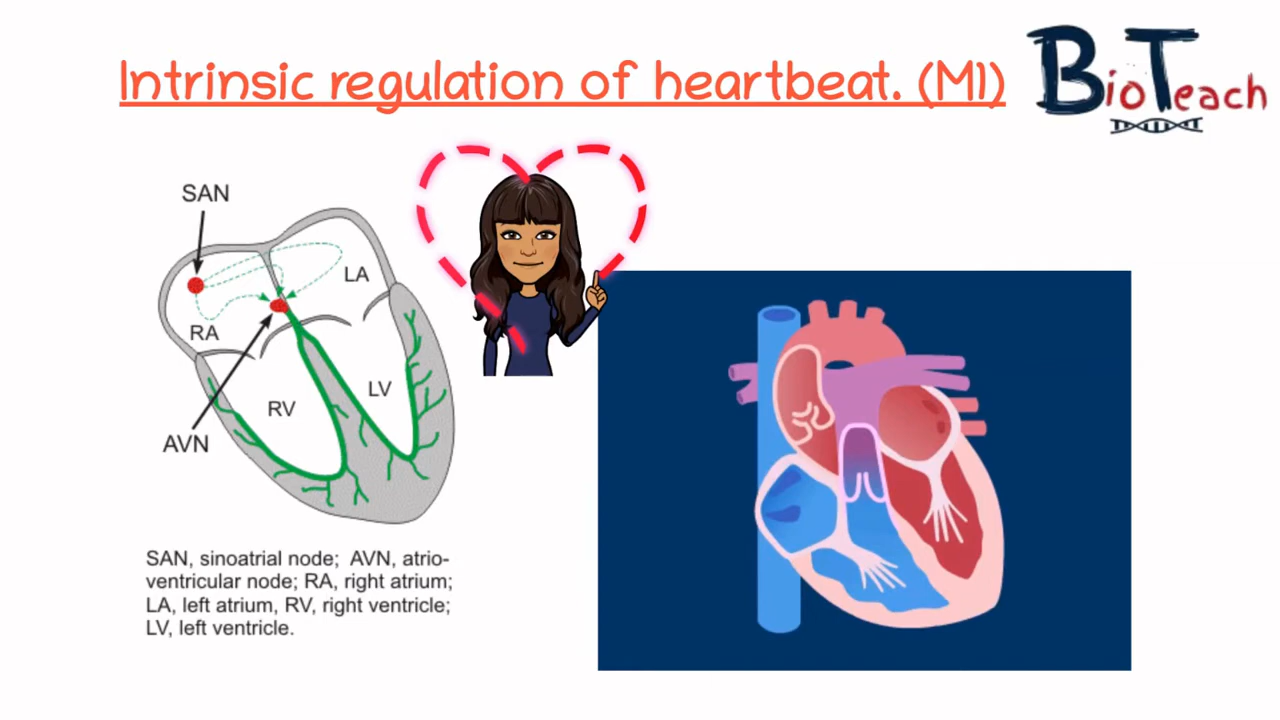 Intrinsic regulation of heartbeat. (M1)
BioTeach
SAN
LA
RA
LV
RV
AVN
SAN, sinoatrial node; AVN, atrio-
ventricular node; RA, right atrium;
LA, left atrium, RV, right ventricle;
LV, left ventricle.